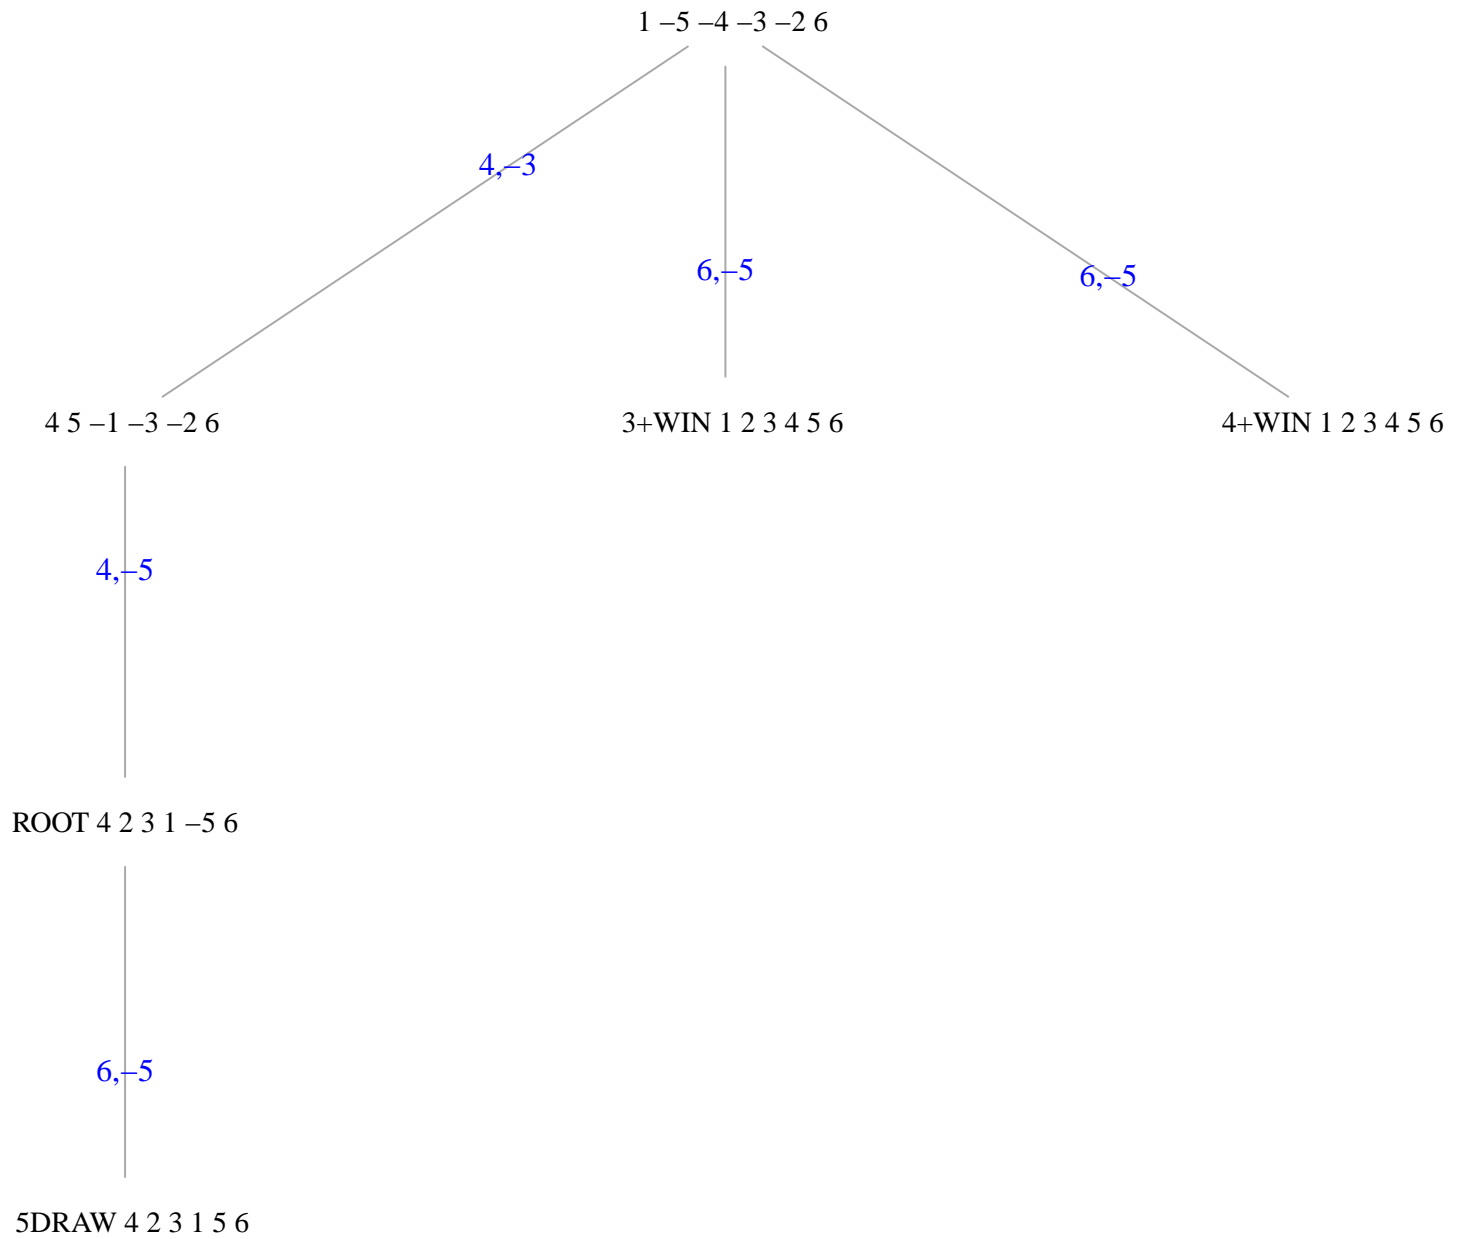 1 –5 –4 –3 –2 6
4,–3
6,–5
6,–5
4 5 –1 –3 –2 6
3+WIN 1 2 3 4 5 6
4+WIN 1 2 3 4 5 6
4,–5
ROOT 4 2 3 1 –5 6
6,–5
5DRAW 4 2 3 1 5 6